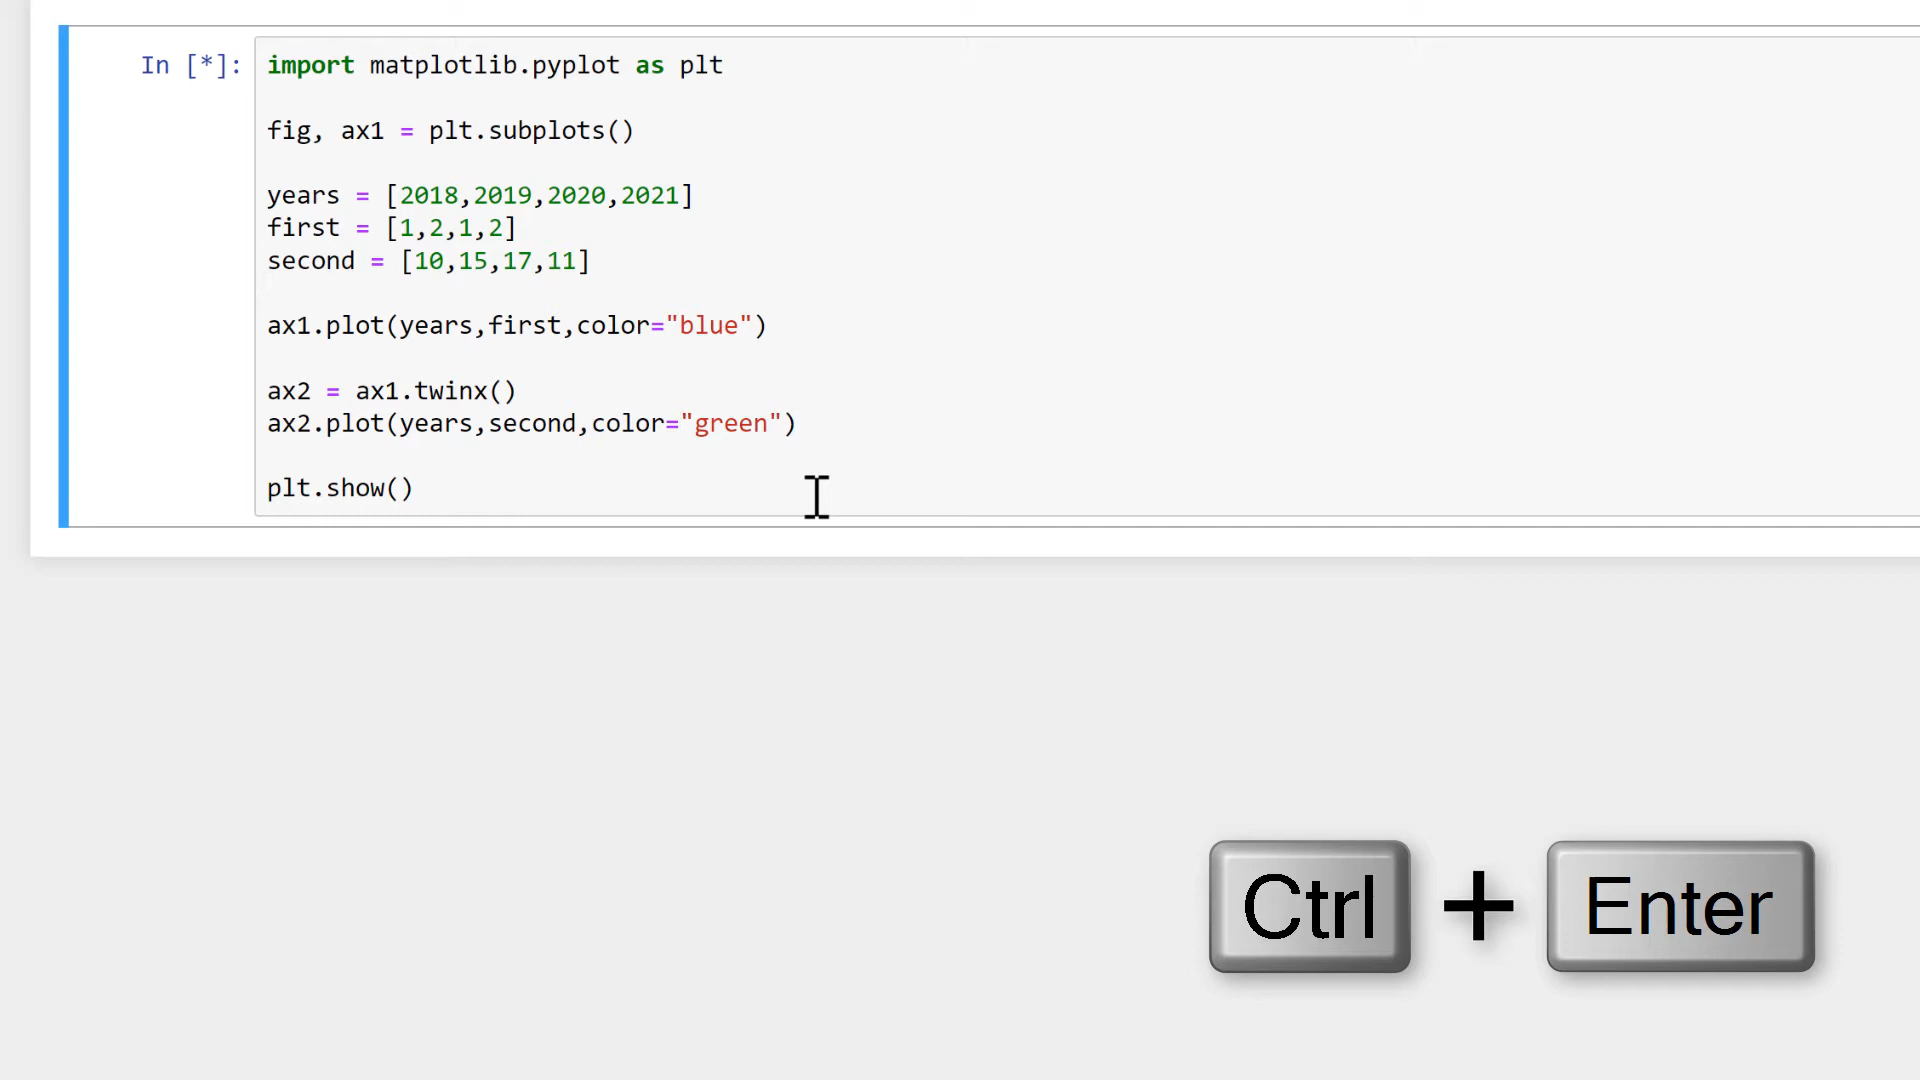 In [*]: import matplotlib.pyplot as plt
fig, ax1 = plt.subplots()
years = [2018,2019,2020,2021]
first = [1,2,1,2]
second = [10,15,17,11]
ax1.plot(years,first,color="blue")
ax2 = ax1.twinx()
ax2.plot(years,second,color="green")
plt.show()
Ctrl + Enter